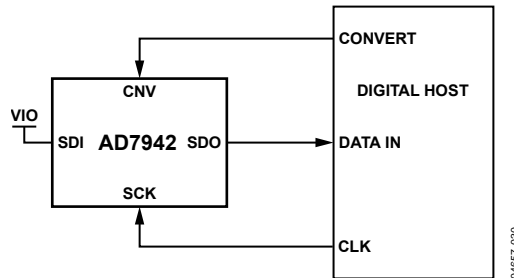 CONVERT
CNV
DIGITAL HOST
VIO
SDI AD7942 SDO
DATA IN
SCK
CLK